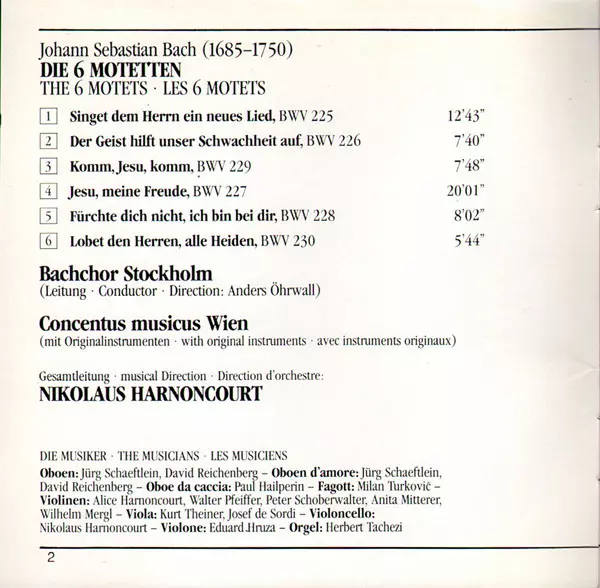 Johann Sebastian Bach (1685–1750)
DIE 6 MOTETTEN
THE 6 MOTETS · LES 6 MOTETS
1 Singet dem Herrn ein neues Lied, BWV 225 12'43"
2 Der Geist hilft unser Schwachheit auf, BWV 226 7'40"
3 Komm, Jesu, komm, BWV 229 7'48"
4 Jesu, meine Freude, BWV 227 20'01"
5 Fürchte dich nicht, ich bin bei dir, BWV 228 8'02"
6 Lobet den Herren, alle Heiden, BWV 230 5'44"
Bachchor Stockholm
(Leitung · Conductor · Direction: Anders Öhrwall)
Concentus musicus Wien
(mit Originalinstrumenten · with original instruments · avec instruments originaux)
Gesamtleitung · musical Direction · Direction d'orchestre:
NIKOLAUS HARNONCOURT
DIE MUSIKER · THE MUSICIANS · LES MUSICIENS
Oboen: Jürg Schaeftlein, David Reichenberg – Oboen d'amore: Jürg Schaeftlein,
David Reichenberg – Oboe da caccia: Paul Hailperin – Fagott: Milan Turković –
Violinen: Alice Harnoncourt, Walter Pfeiffer, Peter Schoberwalter, Anita Mitterer,
Wilhelm Mergl – Viola: Kurt Theiner, Josef de Sordi – Violoncello:
Nikolaus Harnoncourt – Violone: Eduard Hruza – Orgel: Herbert Tachezi
2